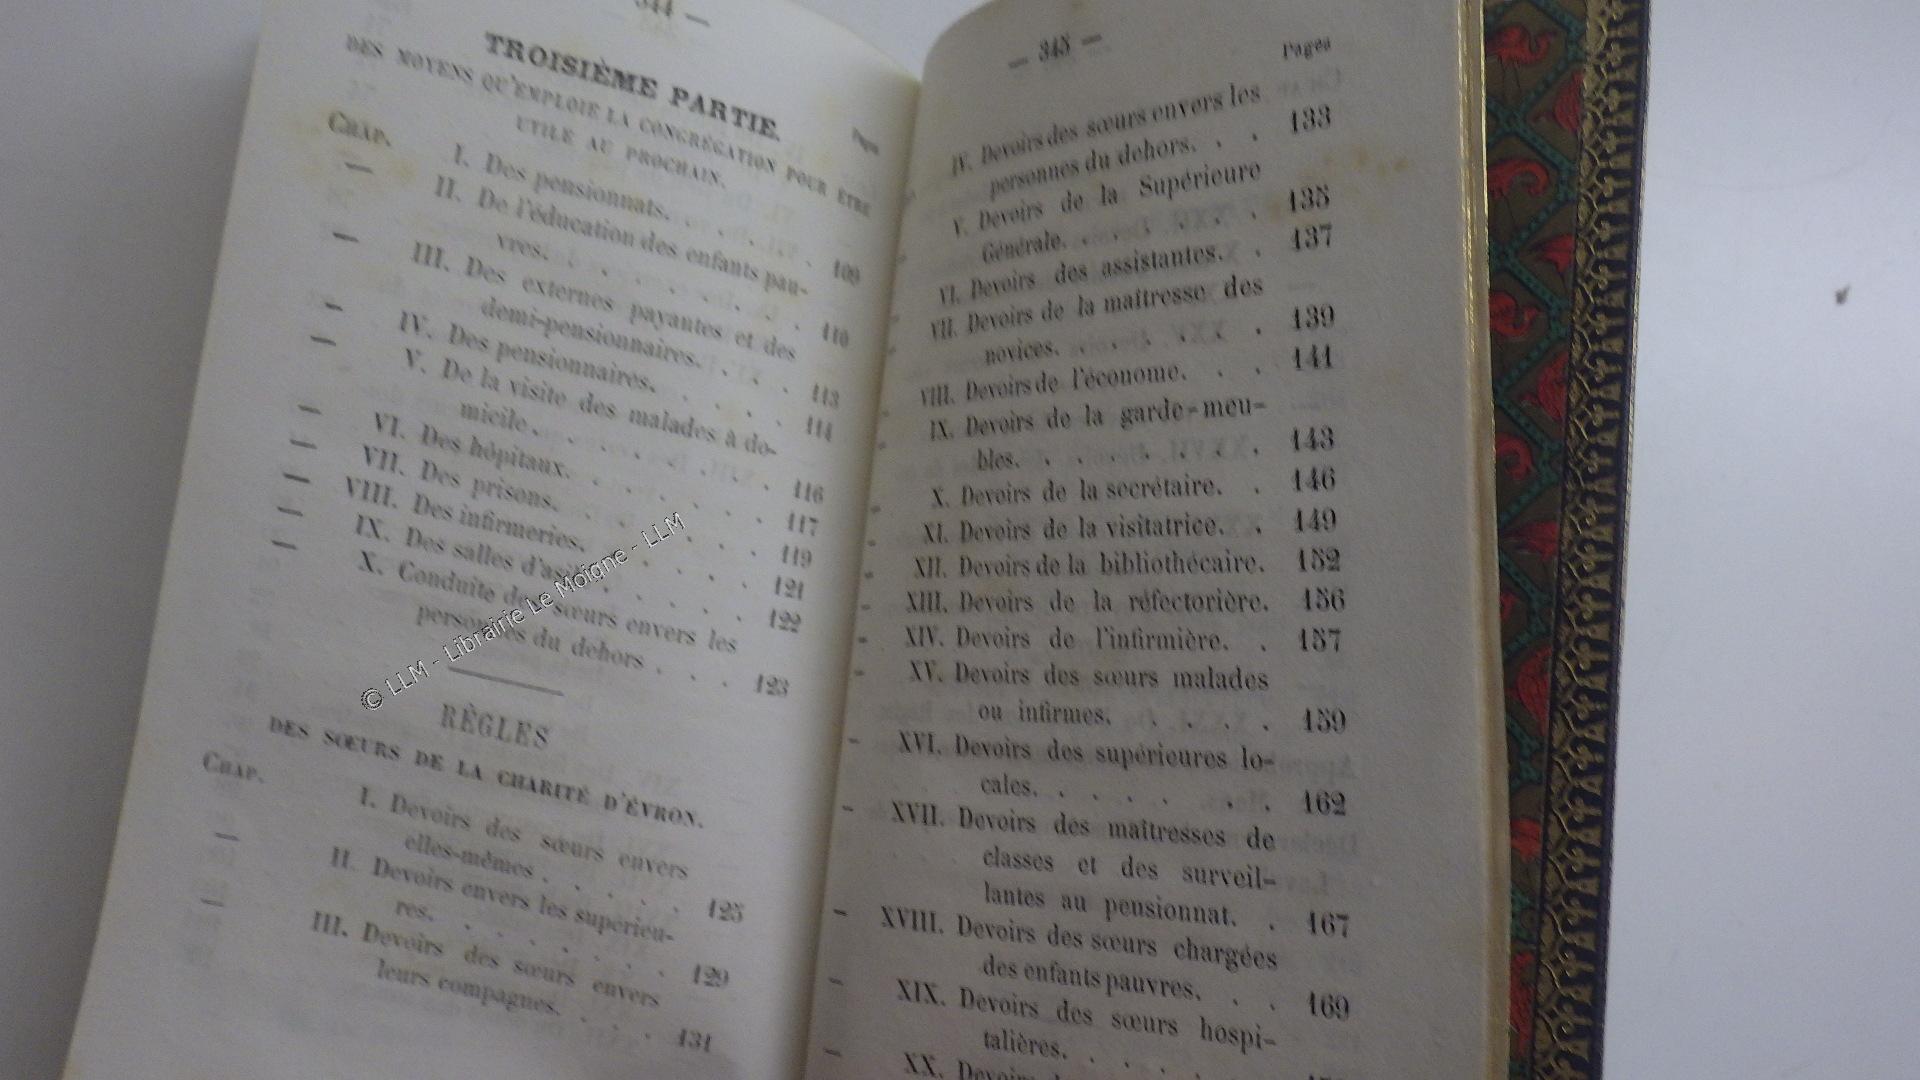 — 344 —
TROISIÈME PARTIE.
DES MOYENS QU'EMPLOIE LA CONGRÉGATION POUR ÊTRE
UTILE AU PROCHAIN.
Pages
Chap. I. Des pensionnats. . . . . . 109
— II. De l'éducation des enfants pau-
vres. . . . . . . . 110
— III. Des externes payantes et des
demi-pensionnaires. . . . 113
— IV. Des pensionnaires. . . . . 114
— V. De la visite des malades à do-
micile. . . . . . . . 116
— VI. Des hôpitaux. . . . . . . 117
— VII. Des prisons. . . . . . . 119
— VIII. Des infirmeries. . . . . . 121
— IX. Des salles d'asile. . . . . . 122
— X. Conduite des sœurs envers les
personnes du dehors . . . 123
RÈGLES
DES SŒURS DE LA CHARITÉ D'ÉVRON.
Chap. I. Devoirs des sœurs envers
elles-mêmes . . . . . 125
— II. Devoirs envers les supérieu-
res. . . . . . . . 129
— III. Devoirs des sœurs envers
leurs compagnes. . . . 131
© LLM - Librairie Le Moigne - LLM
— 345 —
Pages
IV. Devoirs des sœurs envers les
personnes du dehors. . . 133
V. Devoirs de la Supérieure
Générale. . . . . . . 135
VI. Devoirs des assistantes. . 137
— VII. Devoirs de la maîtresse des
novices. . . . . . . 139
— VIII. Devoirs de l'économe. . . 141
— IX. Devoirs de la garde-meu-
bles. . . . . . . . 143
— X. Devoirs de la secrétaire. . 146
— XI. Devoirs de la visitatrice. . 149
— XII. Devoirs de la bibliothécaire. 152
— XIII. Devoirs de la réfectorière. 156
— XIV. Devoirs de l'infirmière. . 157
— XV. Devoirs des sœurs malades
ou infirmes. . . . . 159
— XVI. Devoirs des supérieures lo-
cales. . . . . . . 162
— XVII. Devoirs des maîtresses de
classes et des surveil-
lantes au pensionnat. . 167
— XVIII. Devoirs des sœurs chargées
des enfants pauvres. . . 169
— XIX. Devoirs des sœurs hospi-
talières. . . . . .
— XX. Devoirs